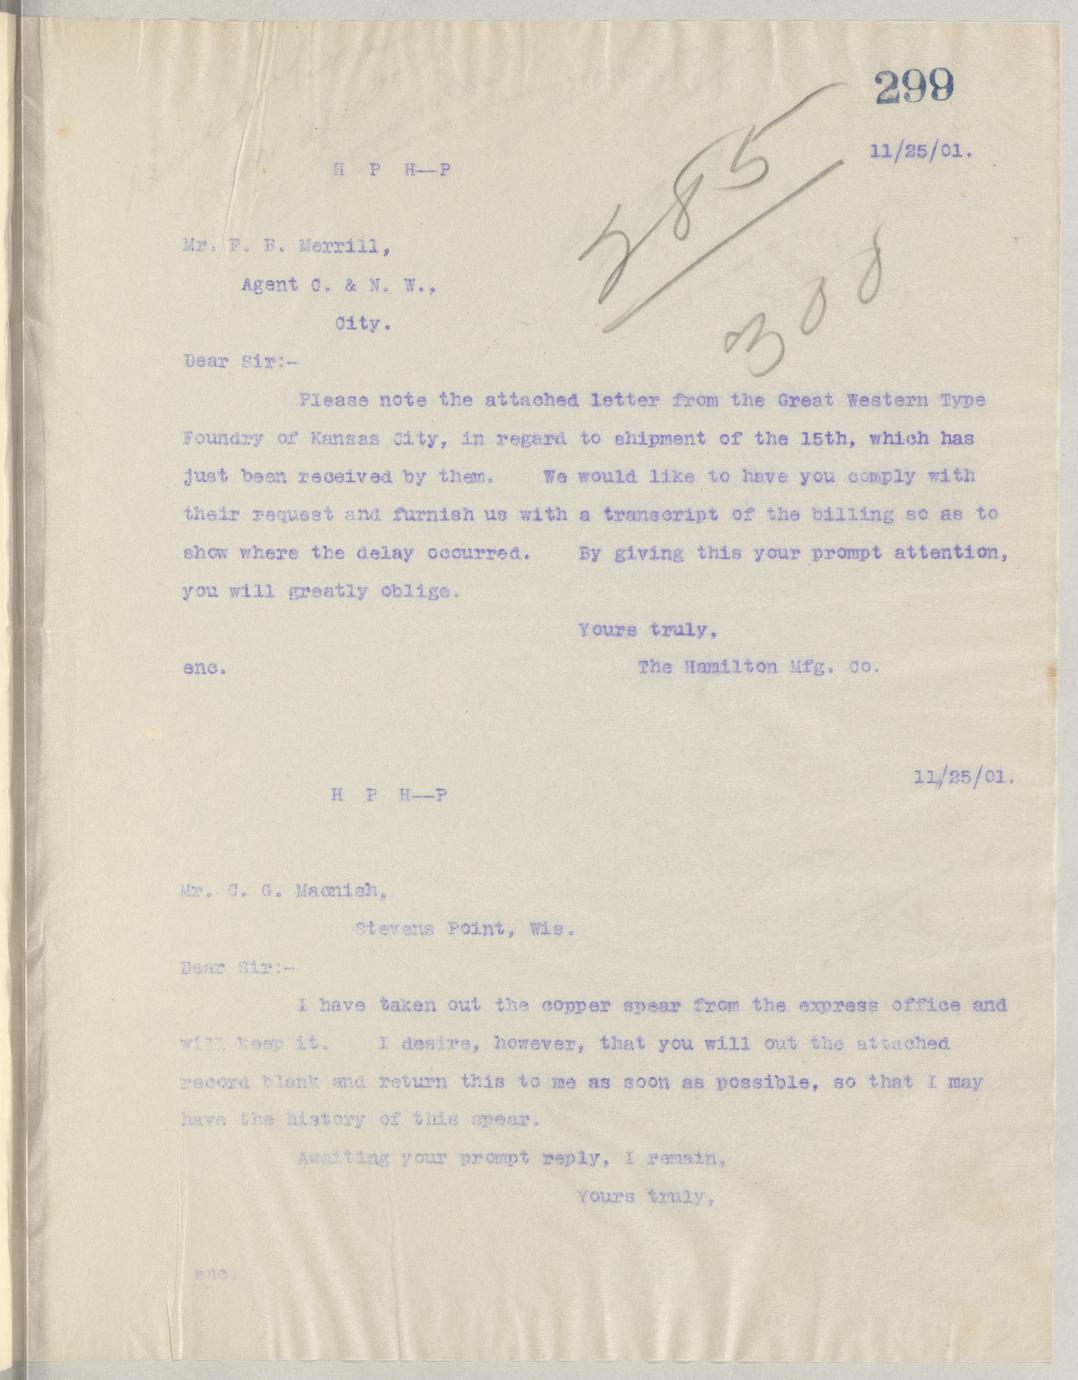 299
11/25/01.
H P H--P
285
308
Mr. F. E. Merrill,
Agent C. & N. W.,
City.
Dear Sir:-
Please note the attached letter from the Great Western Type
Foundry of Kansas City, in regard to shipment of the 15th, which has
just been received by them. We would like to have you comply with
their request and furnish us with a transcript of the billing so as to
show where the delay occurred. By giving this your prompt attention,
you will greatly oblige.
Yours truly,
enc. The Hamilton Mfg. Co.
11/25/01.
H P H--P
Mr. C. G. Macnish,
Stevens Point, Wis.
Dear Sir:-
I have taken out the copper spear from the express office and
will keep it. I desire, however, that you will out the attached
record blank and return this to me as soon as possible, so that I may
have the history of this spear.
Awaiting your prompt reply, I remain,
Yours truly,
enc.